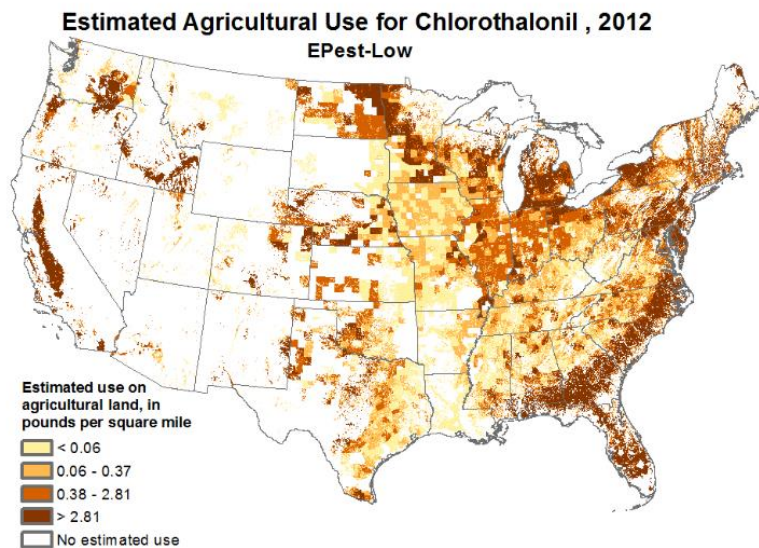 Estimated Agricultural Use for Chlorothalonil , 2012
EPest-Low
Estimated use on
agricultural land, in
pounds per square mile
< 0.06
0.06 - 0.37
0.38 - 2.81
> 2.81
No estimated use